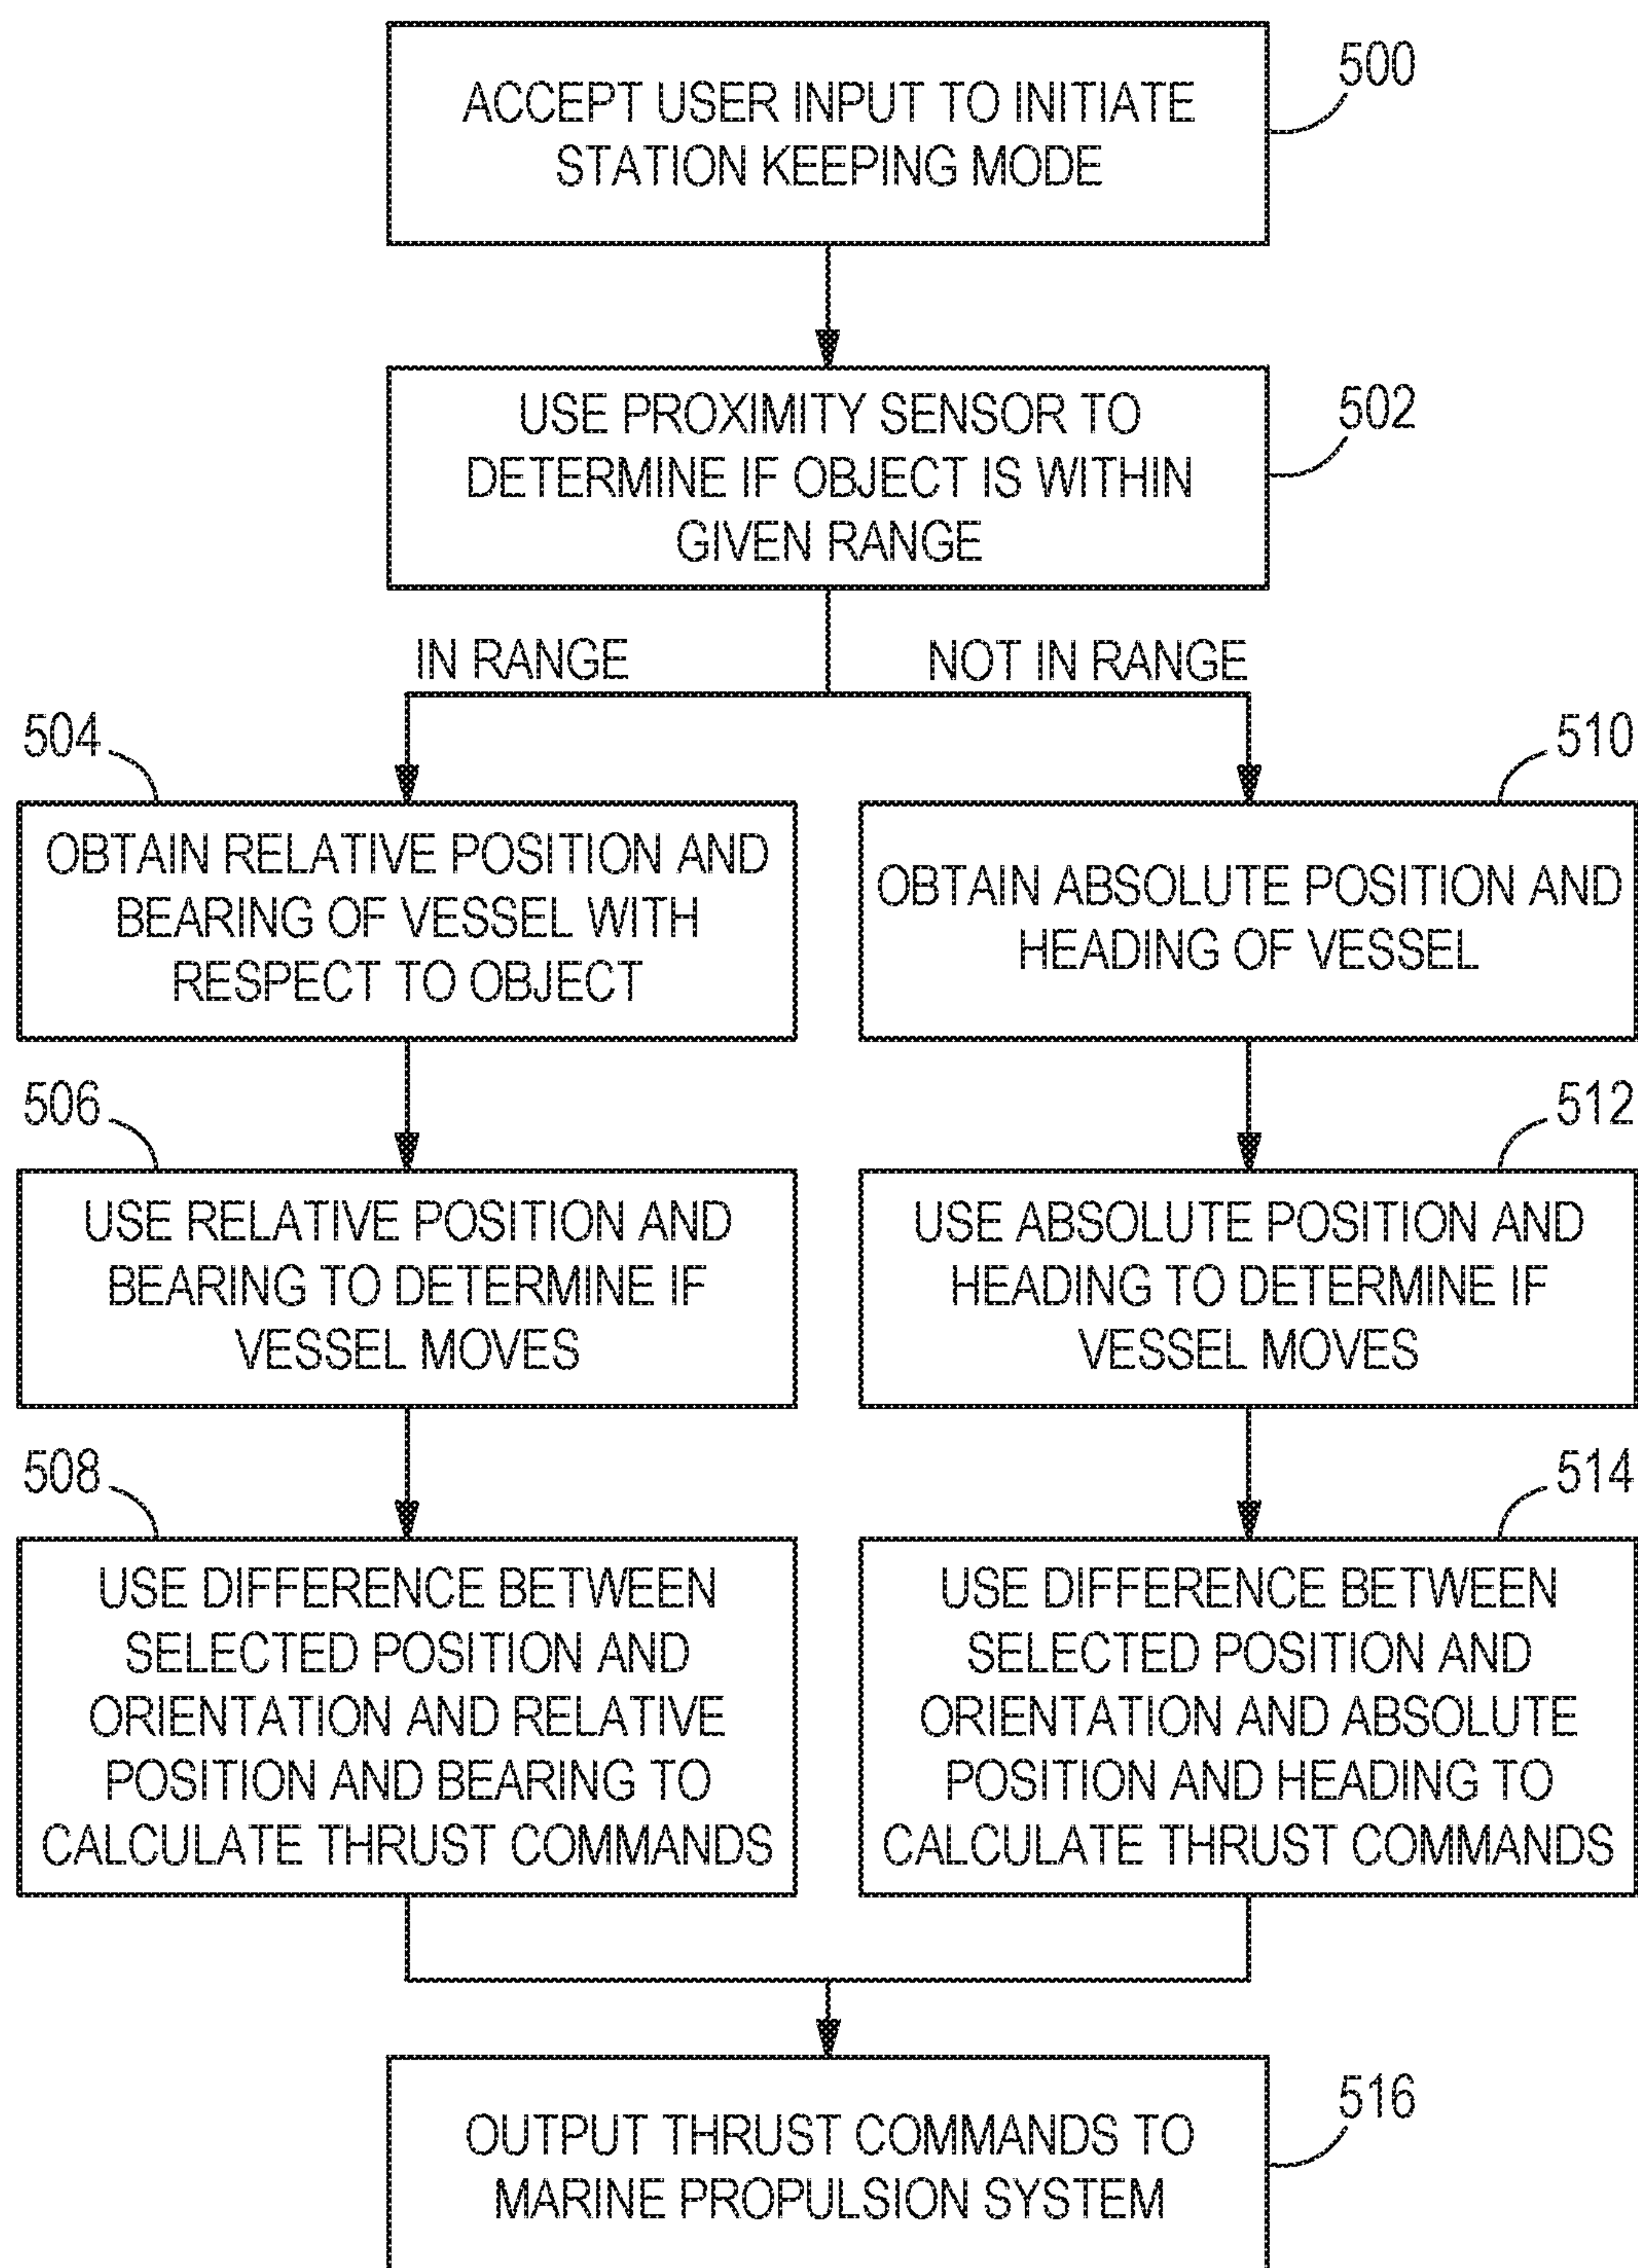 ACCEPT USER INPUT TO INITIATE
STATION KEEPING MODE
500
USE PROXIMITY SENSOR TO
DETERMINE IF OBJECT IS WITHIN
GIVEN RANGE
502
IN RANGE
NOT IN RANGE
504
OBTAIN RELATIVE POSITION AND
BEARING OF VESSEL WITH
RESPECT TO OBJECT
510
OBTAIN ABSOLUTE POSITION AND
HEADING OF VESSEL
506
USE RELATIVE POSITION AND
BEARING TO DETERMINE IF
VESSEL MOVES
512
USE ABSOLUTE POSITION AND
HEADING TO DETERMINE IF
VESSEL MOVES
508
USE DIFFERENCE BETWEEN
SELECTED POSITION AND
ORIENTATION AND RELATIVE
POSITION AND BEARING TO
CALCULATE THRUST COMMANDS
514
USE DIFFERENCE BETWEEN
SELECTED POSITION AND
ORIENTATION AND ABSOLUTE
POSITION AND HEADING TO
CALCULATE THRUST COMMANDS
OUTPUT THRUST COMMANDS TO
MARINE PROPULSION SYSTEM
516